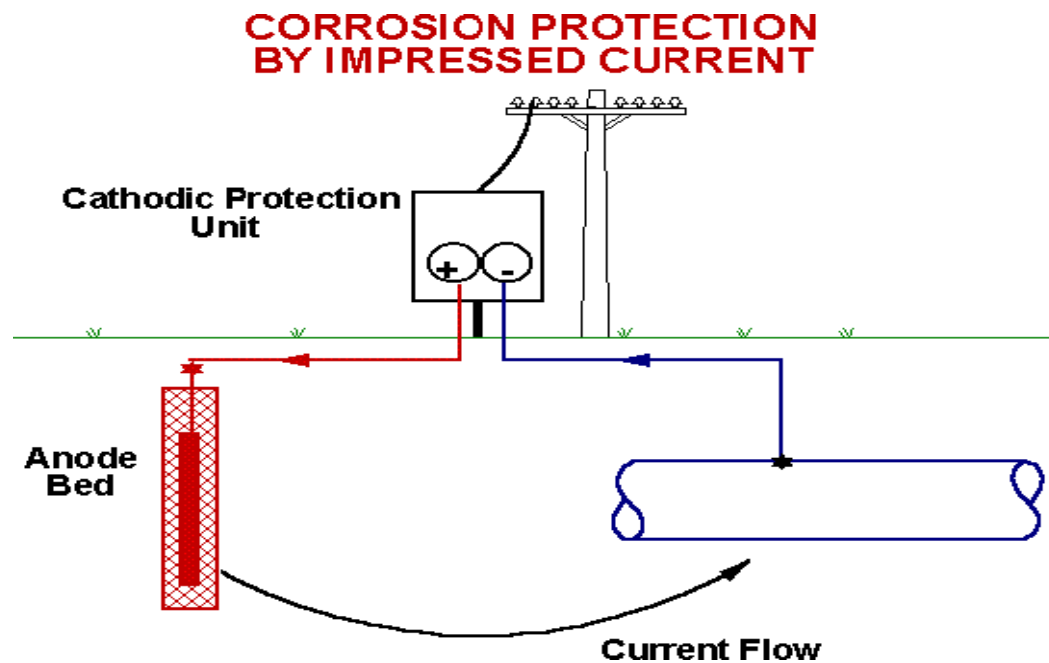 CORROSION PROTECTION
BY IMPRESSED CURRENT
Cathodic Protection
Unit
+ -
Anode
Bed
Current Flow